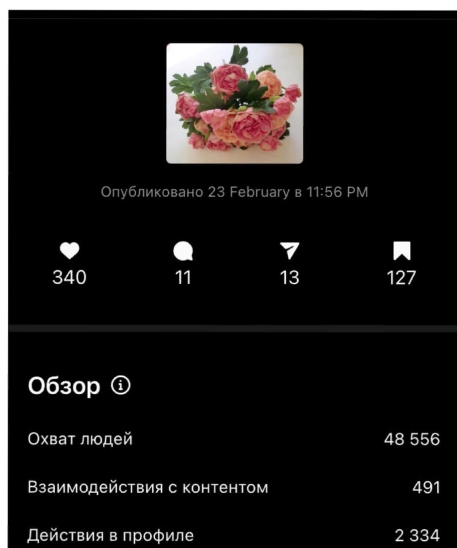 Опубликовано 23 February в 11:56 PM
340 11 13 127
Обзор
Охват людей 48 556
Взаимодействия с контентом 491
Действия в профиле 2 334